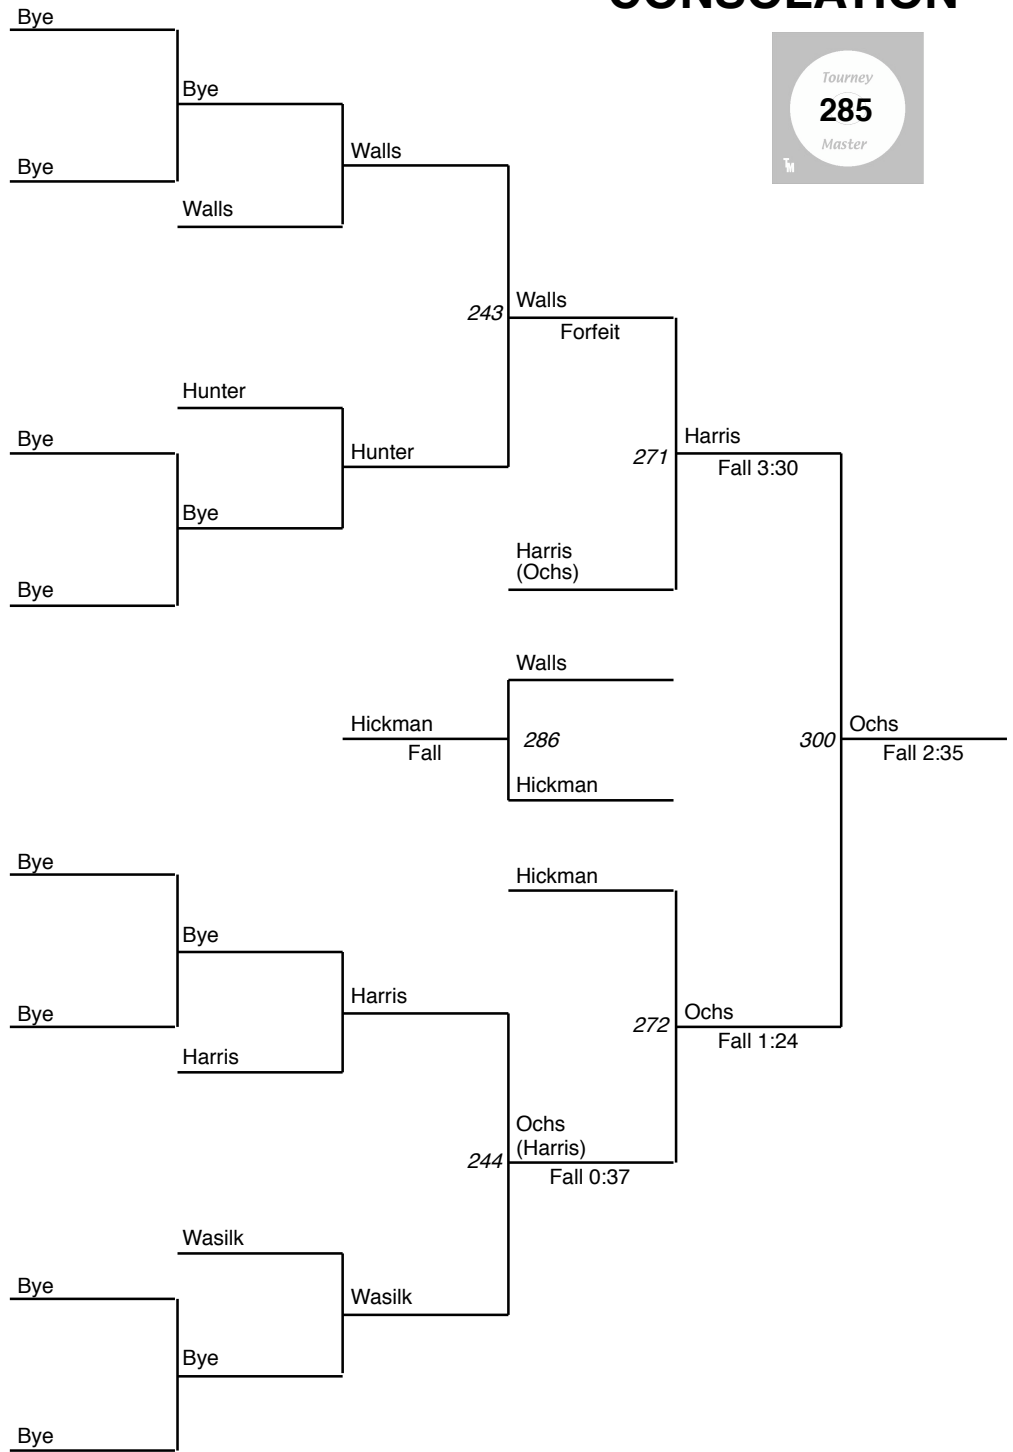 CONSOLATION
Bye
Tourney
285
Master
Bye
Walls
Bye
Walls
Walls
243
Forfeit
Hunter
Bye
Harris
Hunter
271
Fall 3:30
Bye
Harris
(Ochs)
Bye
Walls
Hickman
286
300
Ochs
Fall
Fall 2:35
Hickman
Bye
Hickman
Bye
Harris
Bye
Ochs
272
Fall 1:24
Harris
Ochs
(Harris)
244
Fall 0:37
Wasilk
Bye
Wasilk
Bye
Bye
TM